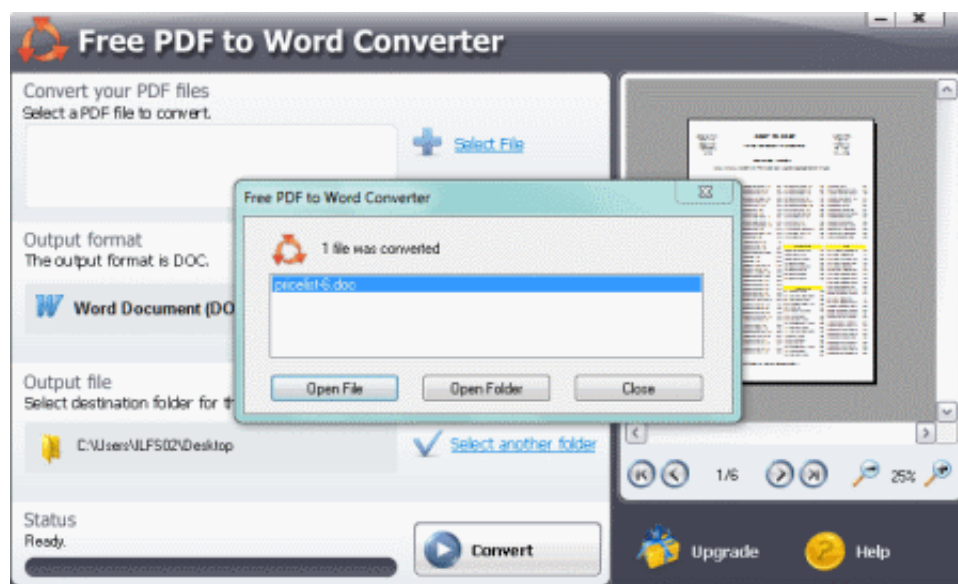 Free PDF to Word Converter
Convert your PDF files
Select a PDF file to convert.
Select File
Free PDF to Word Converter
1 file was converted
pricelist-6.doc
Open File
Open Folder
Close
Output format
The output format is DOC.
Word Document (DO
Output file
Select destination folder for
C:\Users\ILFS02\Desktop
Select another folder
1/6
25%
Status
Ready.
Convert
Upgrade
Help